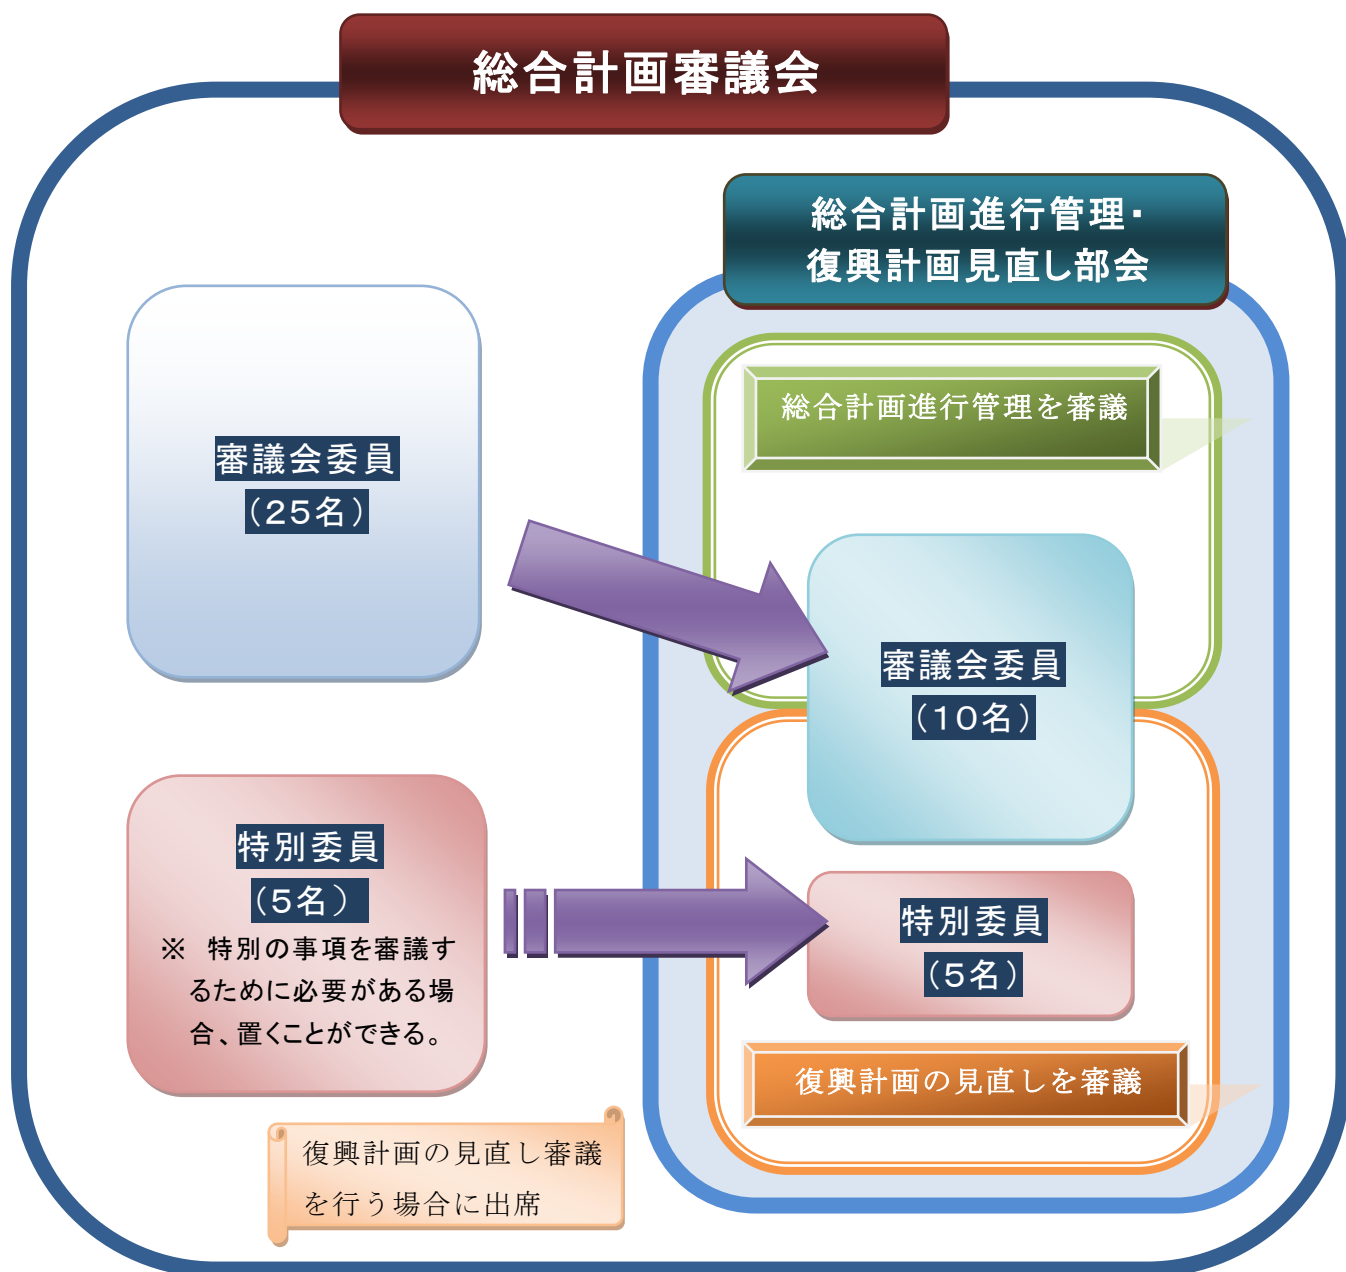 総合計画審議会
総合計画進行管理・
復興計画見直し部会
総合計画進行管理を審議
審議会委員
（25名）
審議会委員
（10名）
特別委員
（5名）
※　特別の事項を審議す
るために必要がある場
合、置くことができる。
特別委員
（5名）
復興計画の見直しを審議
復興計画の見直し審議
を行う場合に出席